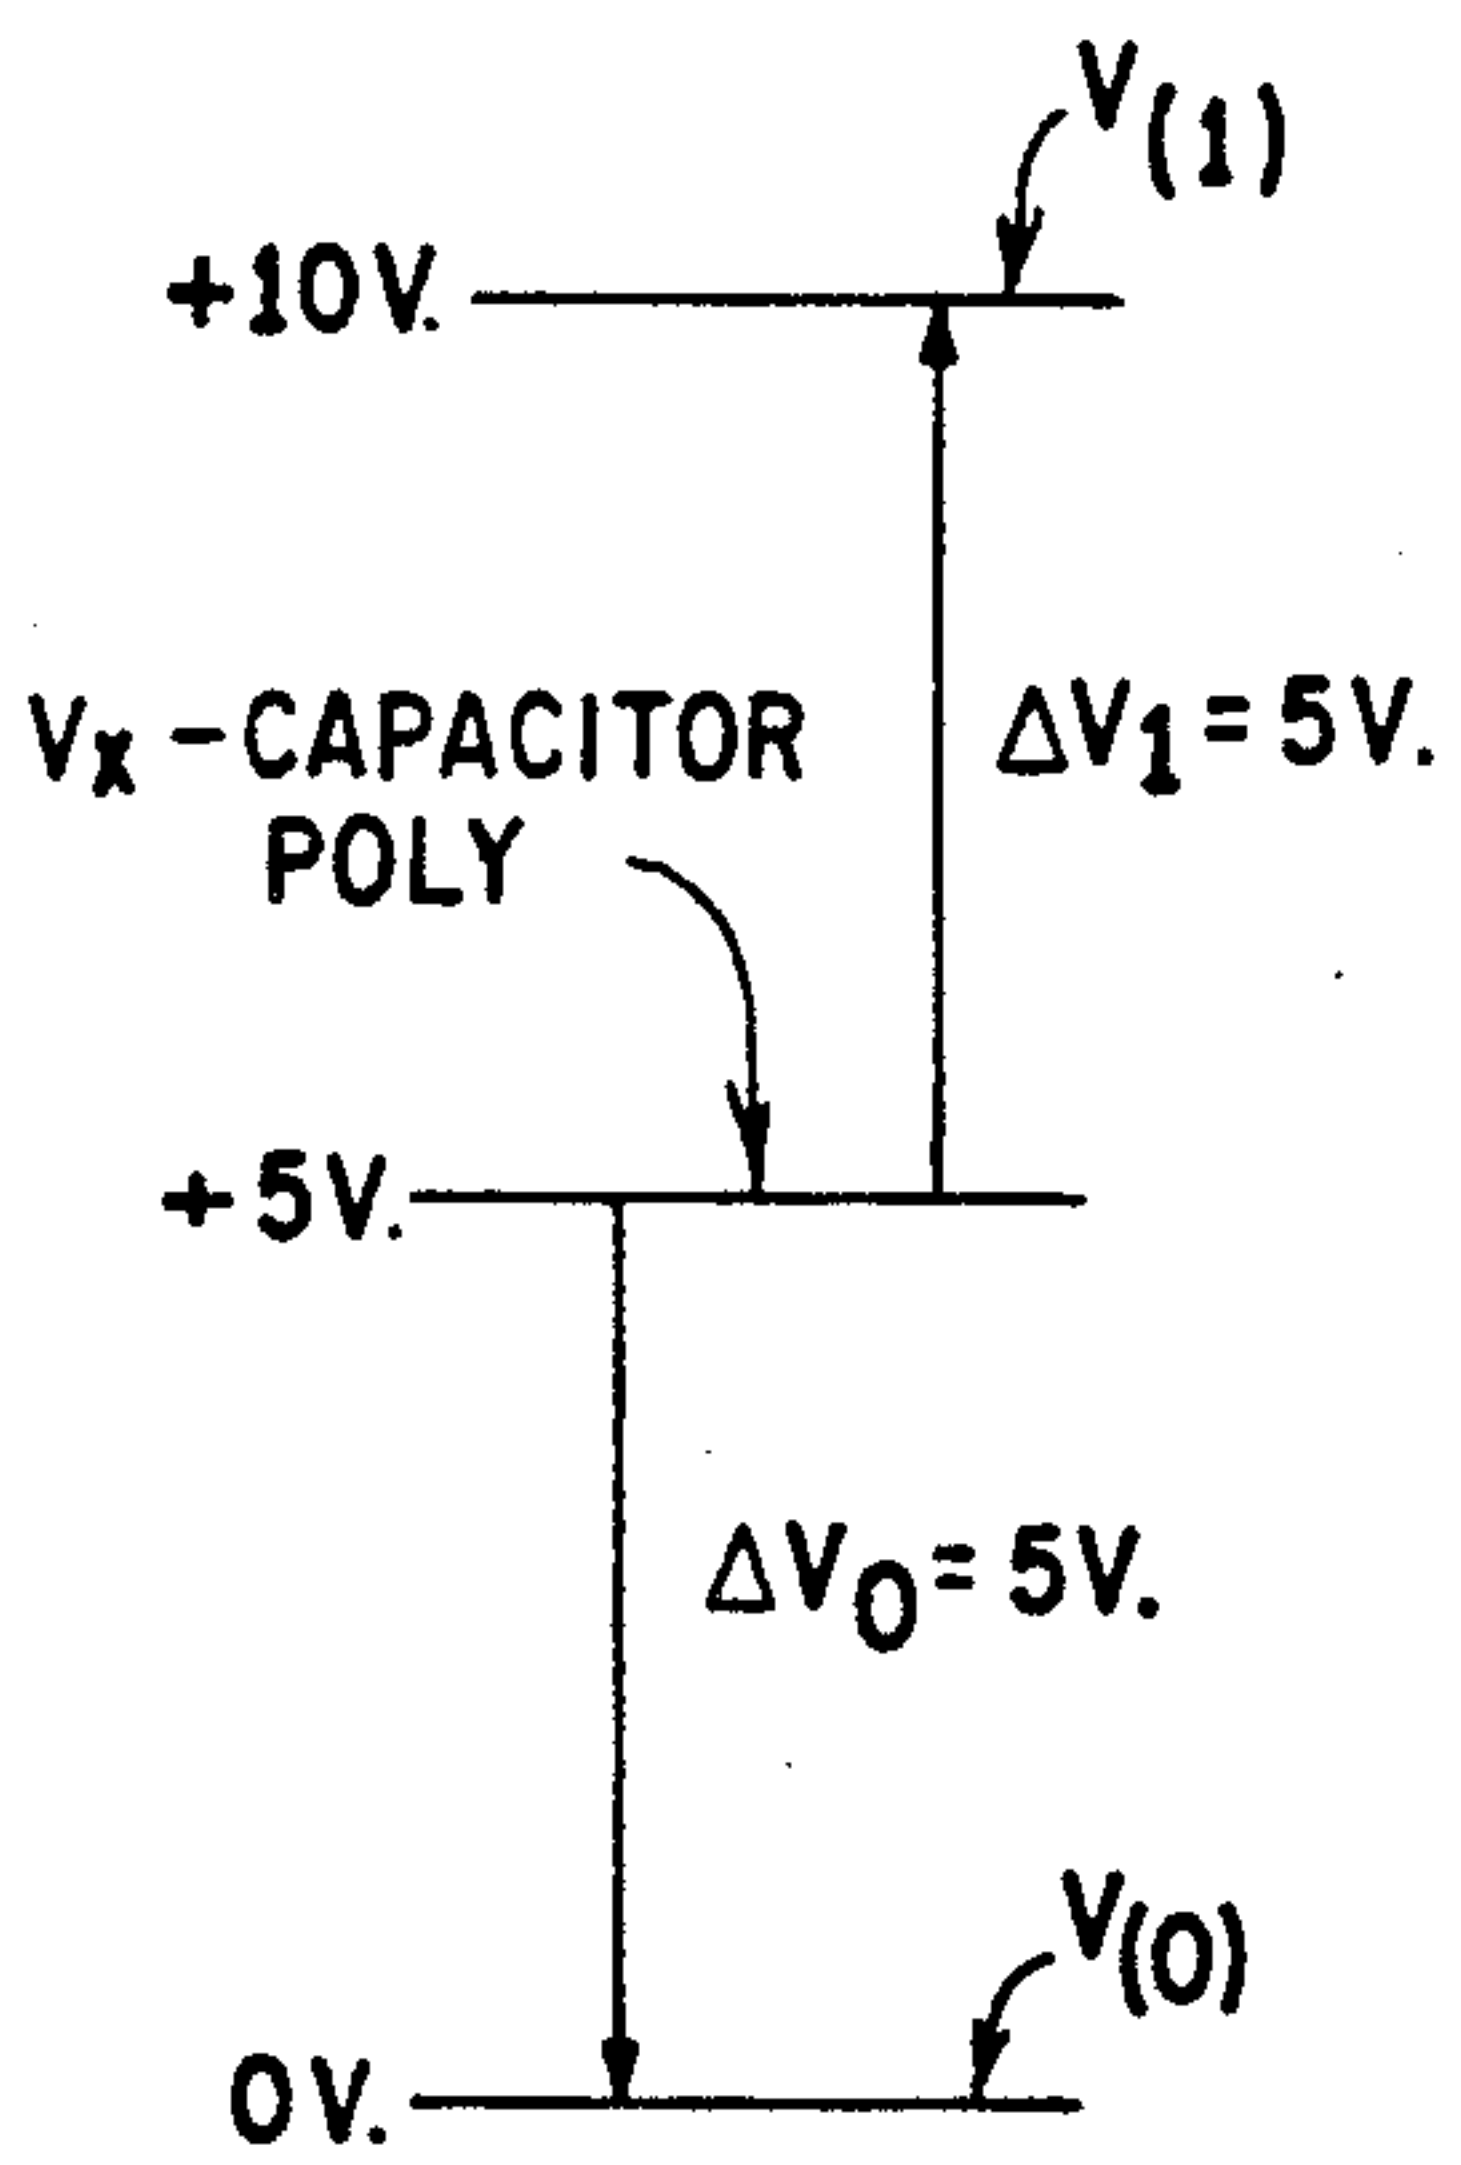 V(1)
+10V.
Vx-CAPACITOR
POLY
ΔV1=5V.
+5V.
ΔV0=5V.
V(0)
0V.